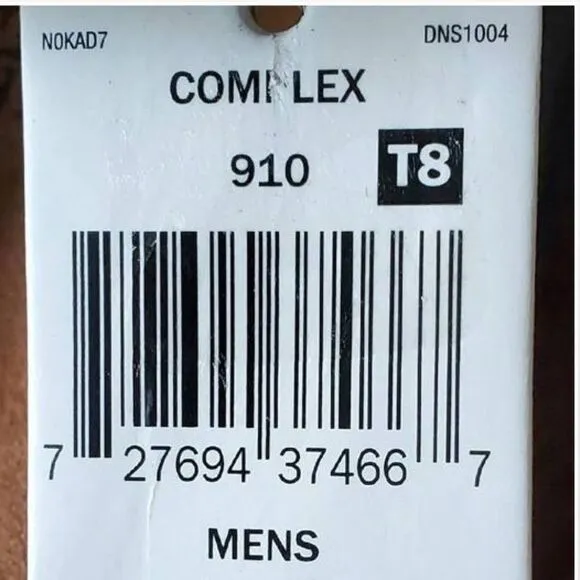 N0KAD7 DNS1004
COMPLEX
910 T8
7 27694 37466 7
MENS